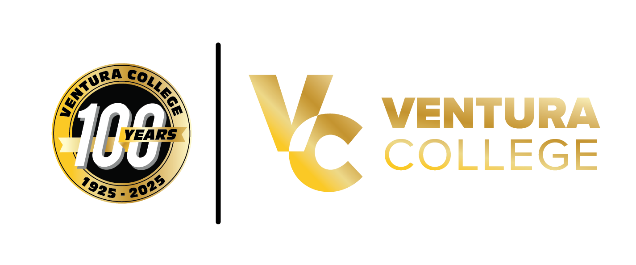 VENTURA COLLEGE
100
YEARS
1925 - 2025
VC
VENTURA
COLLEGE